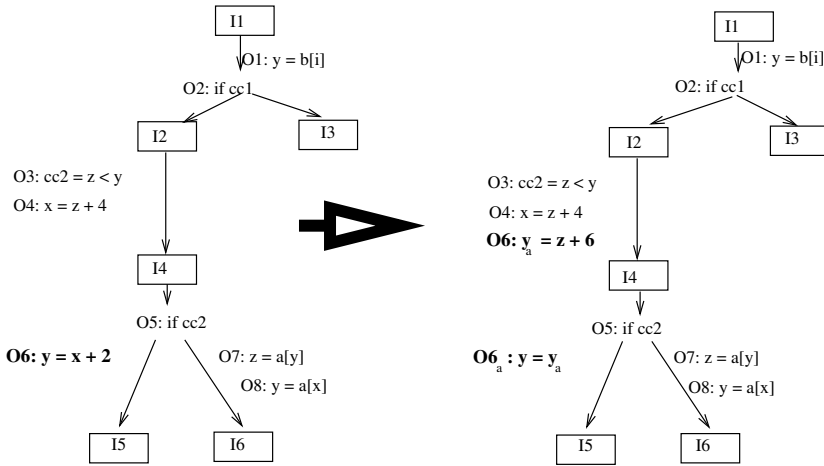 I1
O1: y = b[i]
O2: if cc1
I2
I3
O3: cc2 = z < y
O4: x = z + 4
I4
O5: if cc2
O6: y = x + 2
O7: z = a[y]
O8: y = a[x]
I5
I6
I1
O1: y = b[i]
O2: if cc1
I2
I3
O3: cc2 = z < y
O4: x = z + 4
O6: y_a = z + 6
I4
O5: if cc2
O6_a : y = y_a
O7: z = a[y]
O8: y = a[x]
I5
I6